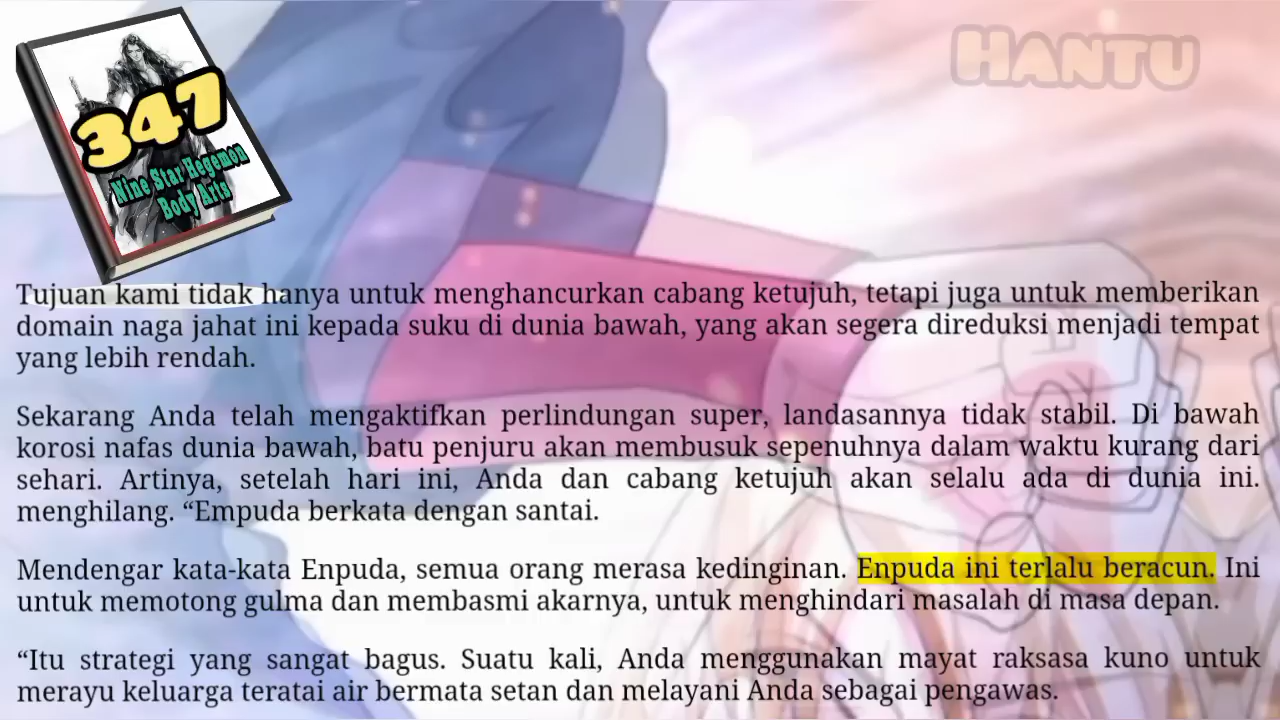 HANTU
347
Nine Star Hegemon
Body Arts
Tujuan kami tidak hanya untuk menghancurkan cabang ketujuh, tetapi juga untuk memberikan
domain naga jahat ini kepada suku di dunia bawah, yang akan segera direduksi menjadi tempat
yang lebih rendah.
Sekarang Anda telah mengaktifkan perlindungan super, landasannya tidak stabil. Di bawah
korosi nafas dunia bawah, batu penjuru akan membusuk sepenuhnya dalam waktu kurang dari
sehari. Artinya, setelah hari ini, Anda dan cabang ketujuh akan selalu ada di dunia ini.
menghilang. “Empuda berkata dengan santai.
Mendengar kata-kata Enpuda, semua orang merasa kedinginan. Enpuda ini terlalu beracun. Ini
untuk memotong gulma dan membasmi akarnya, untuk menghindari masalah di masa depan.
“Itu strategi yang sangat bagus. Suatu kali, Anda menggunakan mayat raksasa kuno untuk
merayu keluarga teratai air bermata setan dan melayani Anda sebagai pengawas.